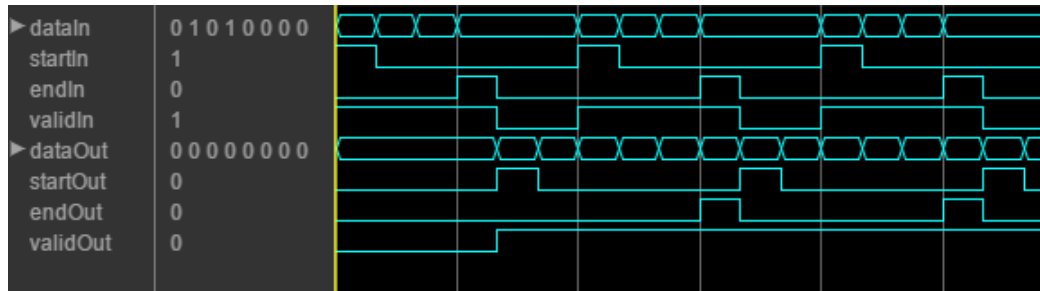 dataIn 0 1 0 1 0 0 0 0
startIn 1
endIn 0
validIn 1
dataOut 0 0 0 0 0 0 0 0
startOut 0
endOut 0
validOut 0